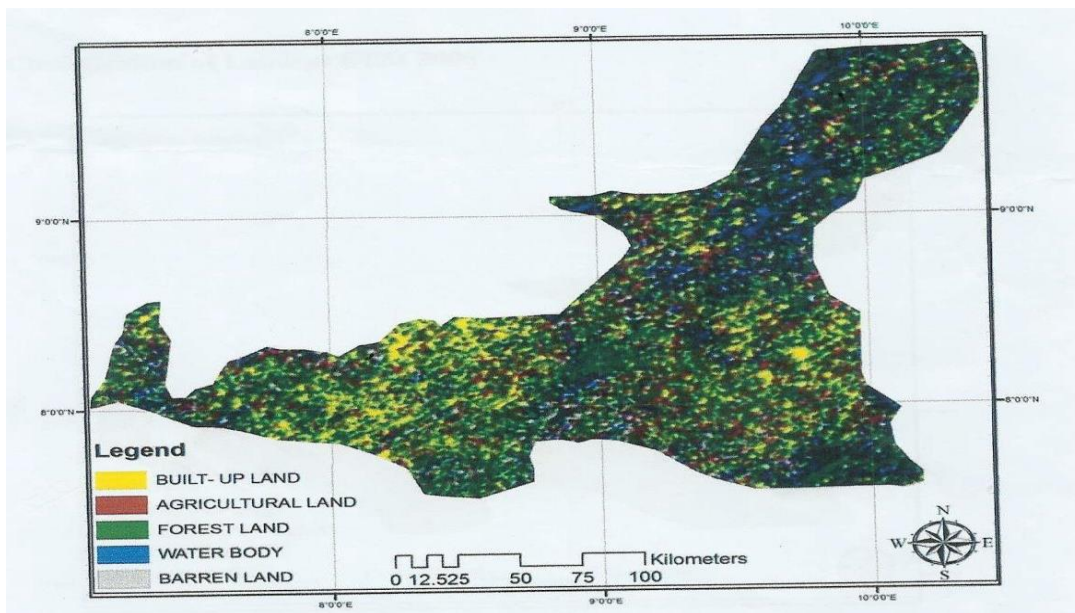 8°0'0"E 9°0'0"E 10°0'0"E
9°0'0"N 9°0'0"N
8°0'0"N 8°0'0"N
Legend
BUILT- UP LAND
AGRICULTURAL LAND
FOREST LAND
WATER BODY
BARREN LAND
Kilometers
0 12.525 50 75 100
N
W E
S
8°0'0"E 9°0'0"E 10°0'0"E